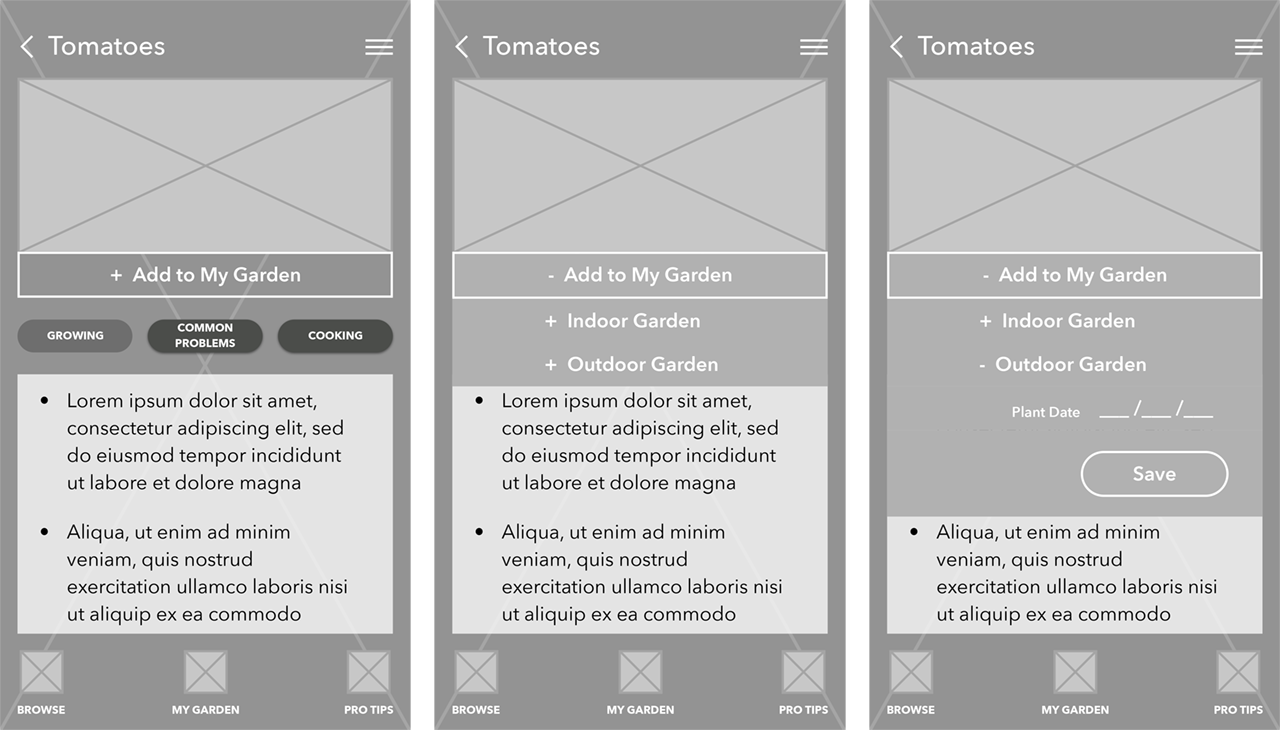 Tomatoes
+ Add to My Garden
GROWING
COMMON
PROBLEMS
COOKING
• Lorem ipsum dolor sit amet,
consectetur adipiscing elit, sed
do eiusmod tempor incididunt
ut labore et dolore magna
• Aliqua, ut enim ad minim
veniam, quis nostrud
exercitation ullamco laboris nisi
ut aliquip ex ea commodo
BROWSE
MY GARDEN
PRO TIPS
Tomatoes
- Add to My Garden
+ Indoor Garden
+ Outdoor Garden
• Lorem ipsum dolor sit amet,
consectetur adipiscing elit, sed
do eiusmod tempor incididunt
ut labore et dolore magna
• Aliqua, ut enim ad minim
veniam, quis nostrud
exercitation ullamco laboris nisi
ut aliquip ex ea commodo
BROWSE
MY GARDEN
PRO TIPS
Tomatoes
- Add to My Garden
+ Indoor Garden
- Outdoor Garden
Plant Date ___ /___ /___
Save
• Aliqua, ut enim ad minim
veniam, quis nostrud
exercitation ullamco laboris nisi
ut aliquip ex ea commodo
BROWSE
MY GARDEN
PRO TIPS